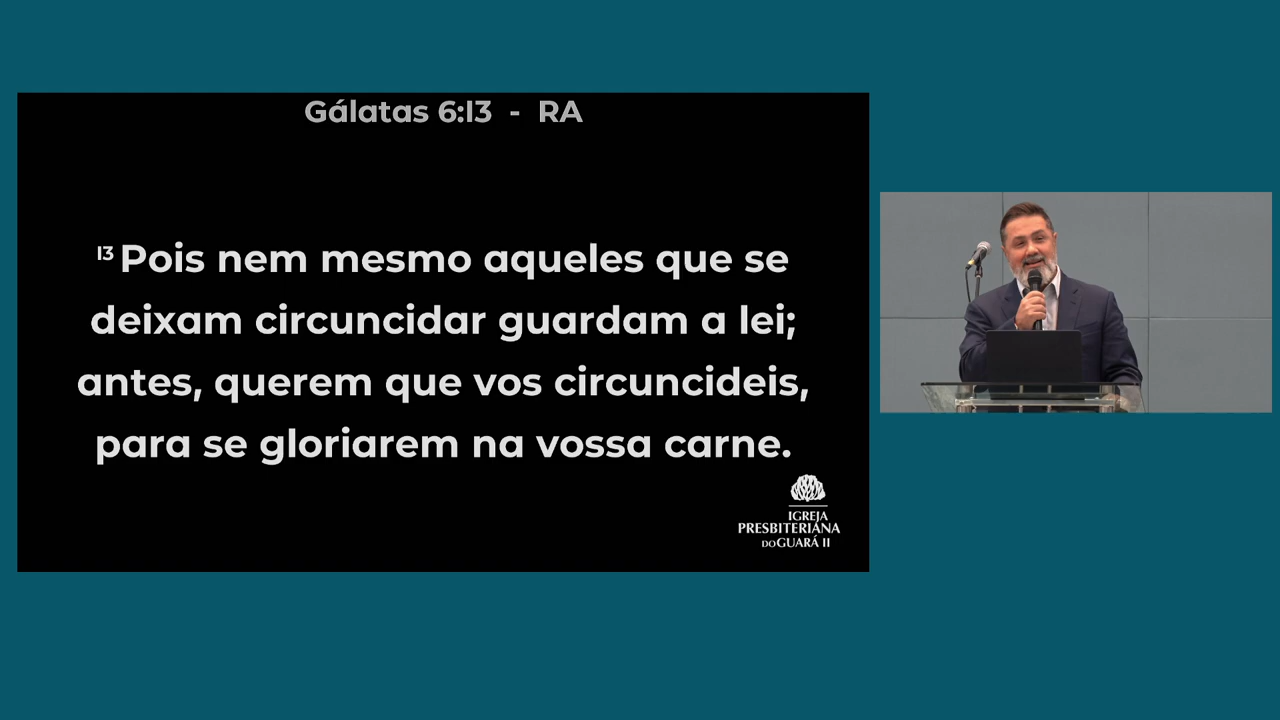 Gálatas 6:13 - RA
13 Pois nem mesmo aqueles que se
deixam circuncidar guardam a lei;
antes, querem que vos circuncideis,
para se gloriarem na vossa carne.
IGREJA
PRESBITERIANA
DO GUARÁ II